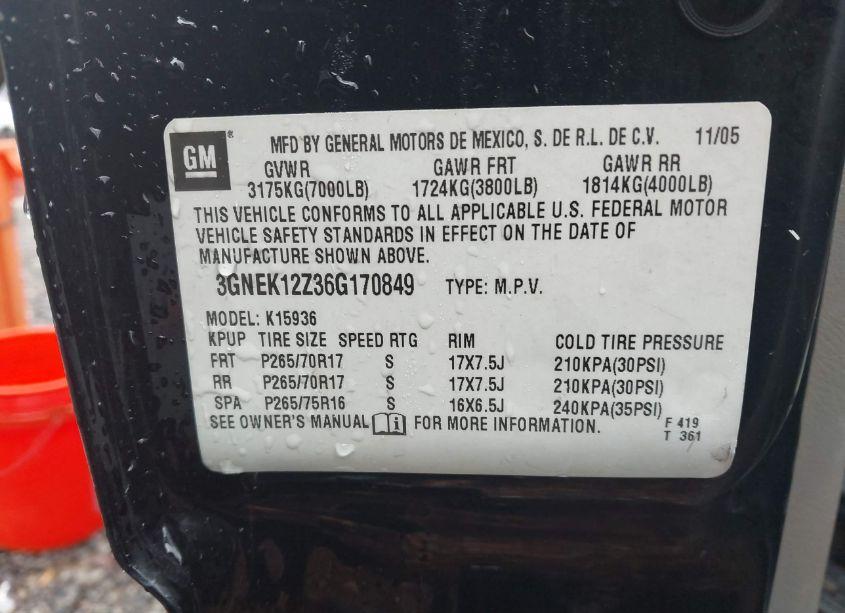 GM ® MFD BY GENERAL MOTORS DE MEXICO, S. DE R.L. DE C.V. 11/05
GVWR GAWR FRT GAWR RR
3175KG(7000LB) 1724KG(3800LB) 1814KG(4000LB)
THIS VEHICLE CONFORMS TO ALL APPLICABLE U.S. FEDERAL MOTOR
VEHICLE SAFETY STANDARDS IN EFFECT ON THE DATE OF
MANUFACTURE SHOWN ABOVE.
3GNEK12Z36G170849 TYPE: M.P.V.
MODEL: K15936
KPUP TIRE SIZE SPEED RTG RIM COLD TIRE PRESSURE
FRT P265/70R17 S 17X7.5J 210KPA(30PSI)
RR P265/70R17 S 17X7.5J 210KPA(30PSI)
SPA P265/75R16 S 16X6.5J 240KPA(35PSI)
SEE OWNER'S MANUAL i FOR MORE INFORMATION. F 419
T 361